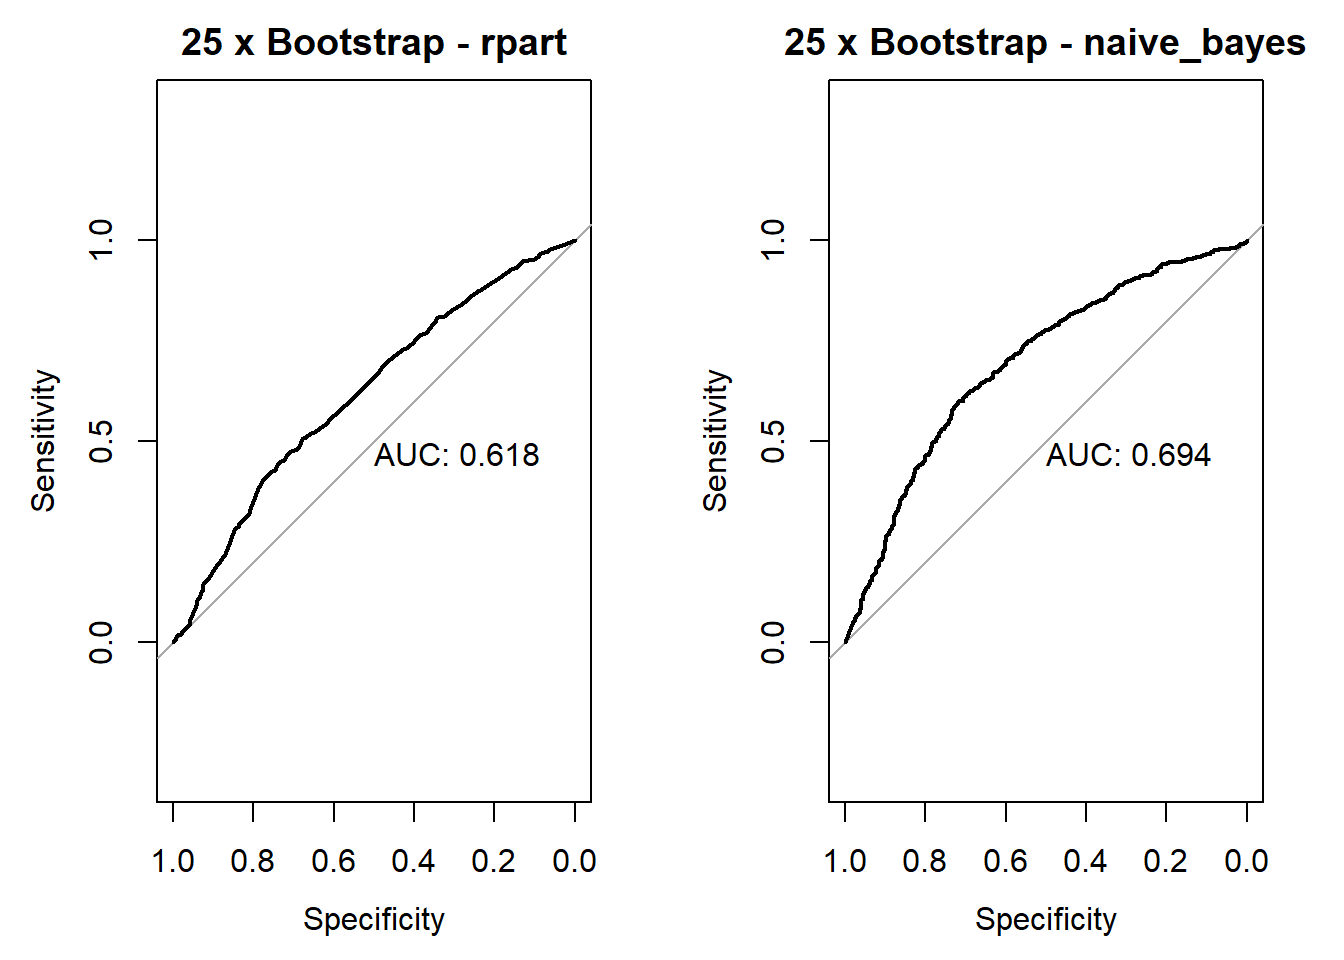 25 x Bootstrap - rpart
Sensitivity
1.0
0.5
0.0
AUC: 0.618
1.0 0.8 0.6 0.4 0.2 0.0
Specificity
25 x Bootstrap - naive_bayes
Sensitivity
1.0
0.5
0.0
AUC: 0.694
1.0 0.8 0.6 0.4 0.2 0.0
Specificity